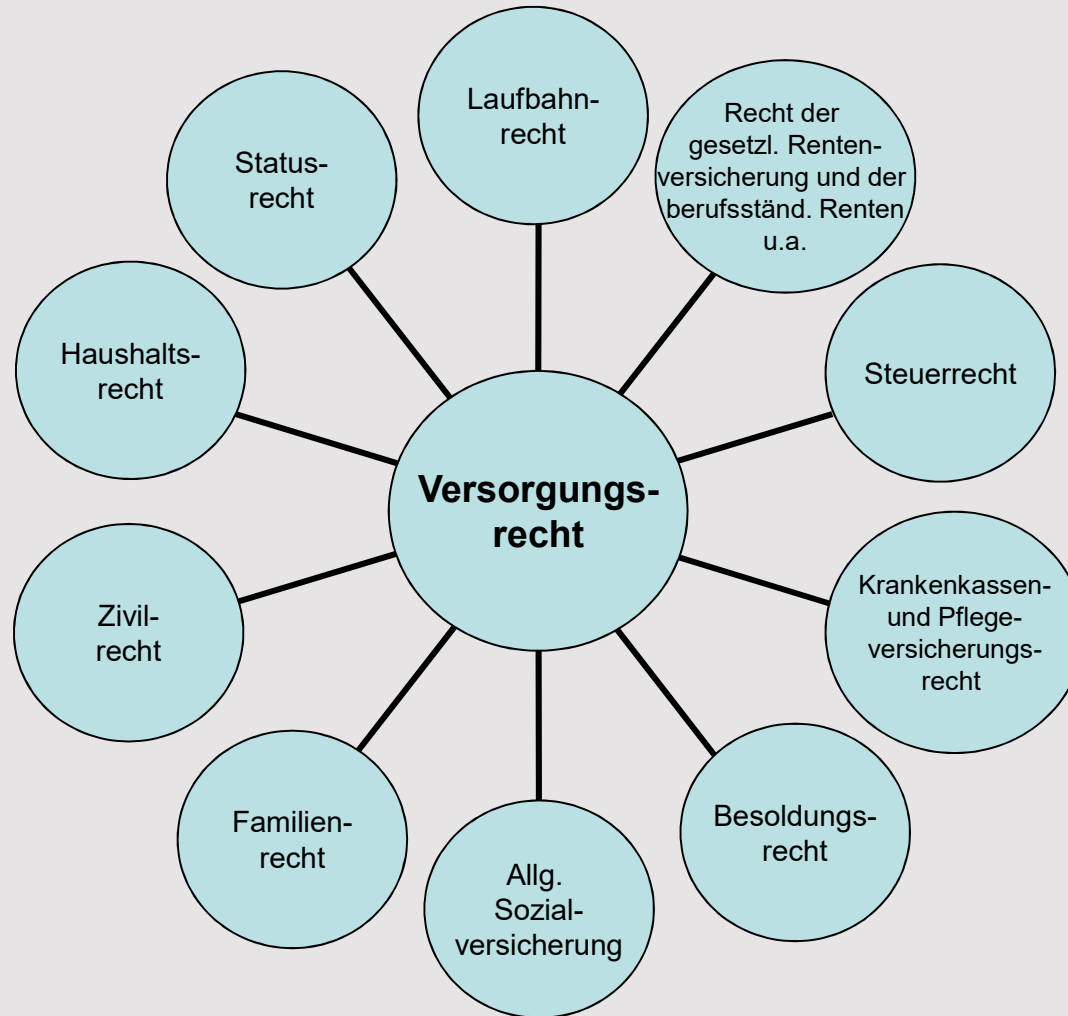 Laufbahn-
recht
Recht der
gesetzl. Renten-
versicherung und der
berufsständ. Renten
u.a.
Status-
recht
Haushalts-
recht
Steuerrecht
Versorgungs-
recht
Zivil-
recht
Krankenkassen-
und Pflege-
versicherungs-
recht
Familien-
recht
Besoldungs-
recht
Allg.
Sozial-
versicherung